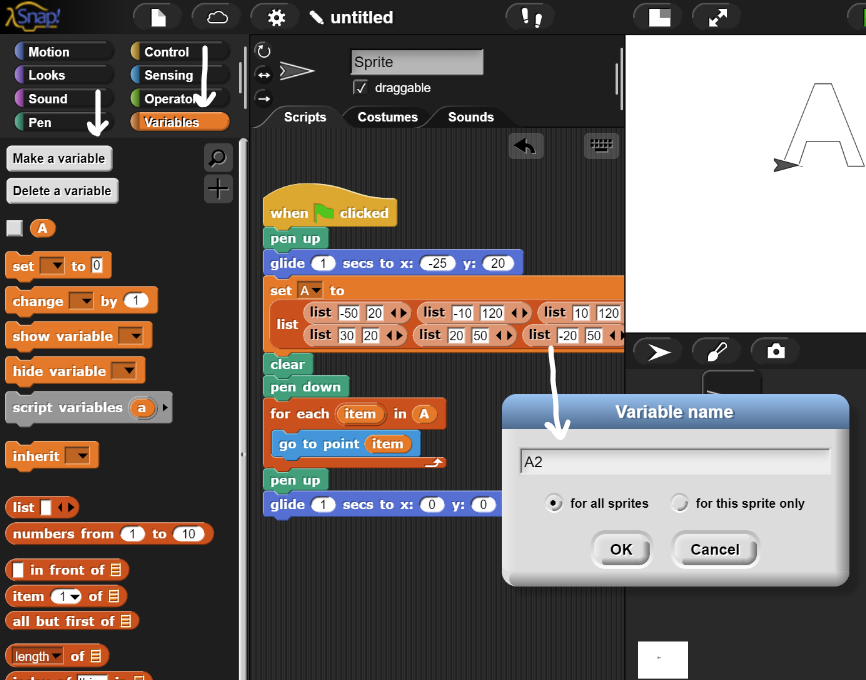 Snap!
untitled
Motion
Looks
Sound
Pen
Control
Sensing
Operato
Variables
Make a variable
Delete a variable
A
set to 0
change by 1
show variable
hide variable
script variables a
inherit
list
numbers from 1 to 10
in front of
item 1 of
all but first of
length of
Sprite
draggable
Scripts Costumes Sounds
when clicked
pen up
glide 1 secs to x: -25 y: 20
set A to
list
list -50 20 list -10 120 list 10 120
list 30 20 list 20 50 list -20 50
clear
pen down
for each item in A
go to point item
pen up
glide 1 secs to x: 0 y: 0
Variable name
A2
for all sprites for this sprite only
OK Cancel